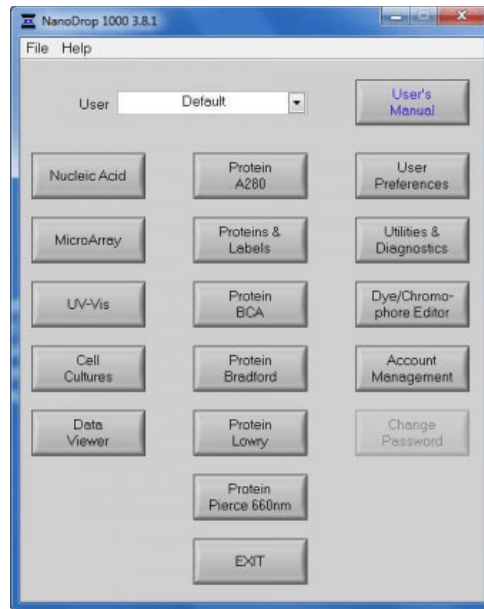 NanoDrop 1000 3.8.1
File Help
User Default
User's
Manual
Nucleic Acid
Protein
A280
User
Preferences
MicroArray
Proteins &
Labels
Utilities &
Diagnostics
UV-Vis
Protein
BCA
Dye/Chromo-
phore Editor
Cell
Cultures
Protein
Bradford
Account
Management
Data
Viewer
Protein
Lowry
Change
Password
Protein
Pierce 660nm
EXIT